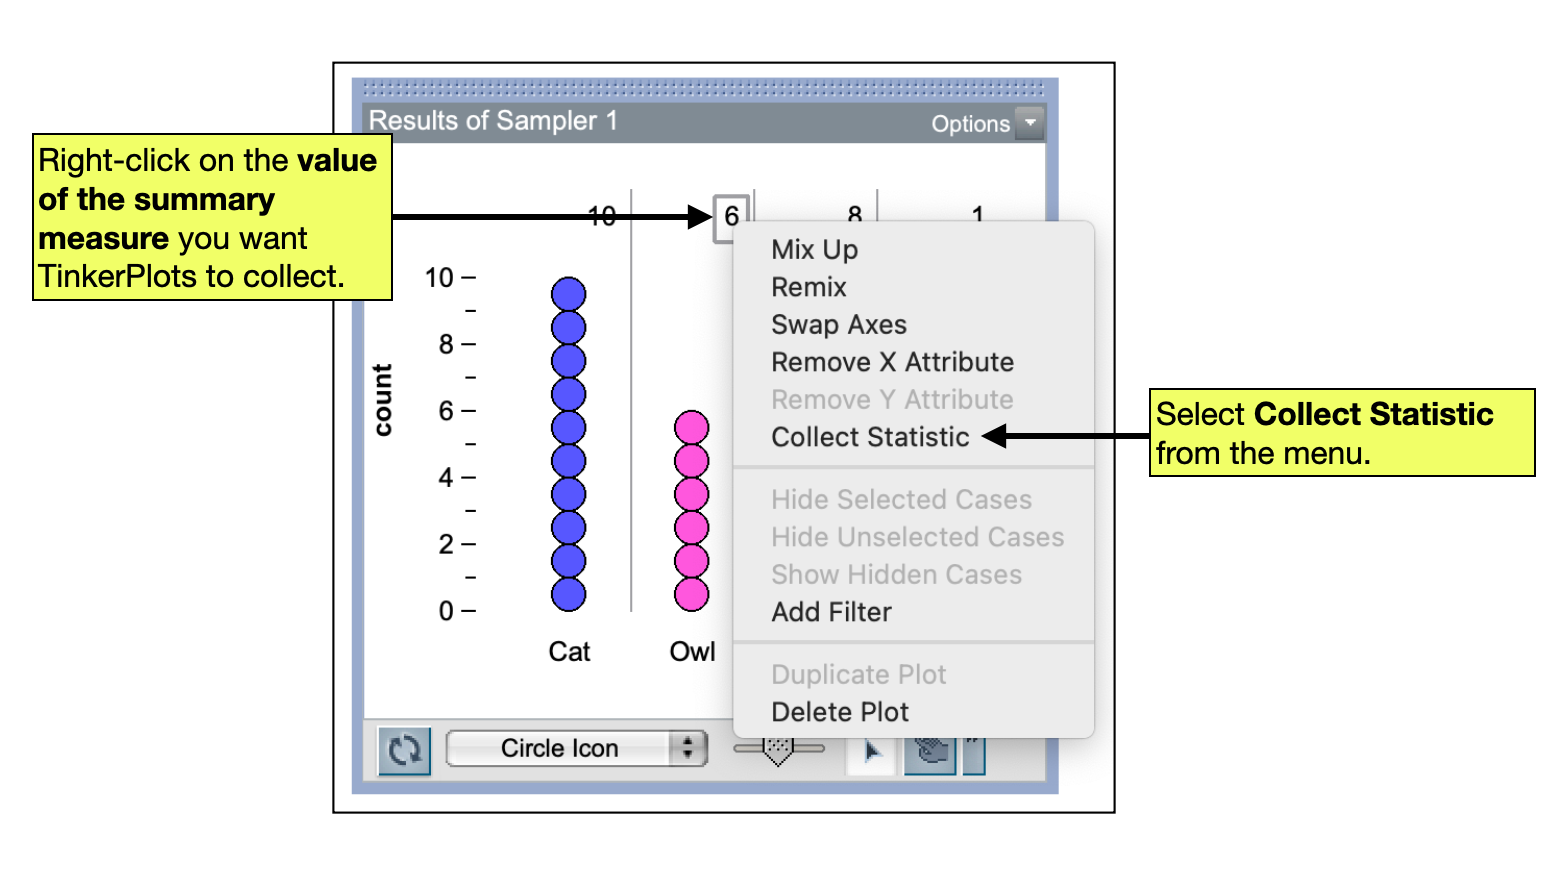 Results of Sampler 1
Options
Right-click on the value
of the summary
measure you want
TinkerPlots to collect.
10 6 8 1
Mix Up
Remix
Swap Axes
Remove X Attribute
Remove Y Attribute
Collect Statistic
Hide Selected Cases
Hide Unselected Cases
Show Hidden Cases
Add Filter
Duplicate Plot
Delete Plot
Select Collect Statistic
from the menu.
count
10
8
6
4
2
0
Cat Owl
Circle Icon